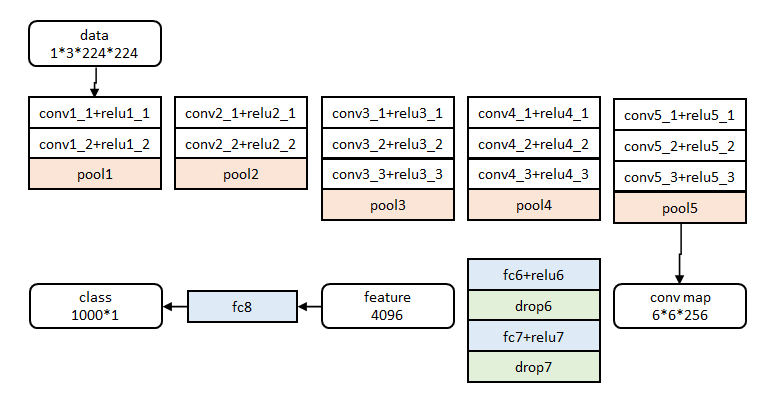 data
1*3*224*224
conv1_1+relu1_1
conv1_2+relu1_2
pool1
conv2_1+relu2_1
conv2_2+relu2_2
pool2
conv3_1+relu3_1
conv3_2+relu3_2
conv3_3+relu3_3
pool3
conv4_1+relu4_1
conv4_2+relu4_2
conv4_3+relu4_3
pool4
conv5_1+relu5_1
conv5_2+relu5_2
conv5_3+relu5_3
pool5
class
1000*1
fc8
feature
4096
fc6+relu6
drop6
fc7+relu7
drop7
conv map
6*6*256